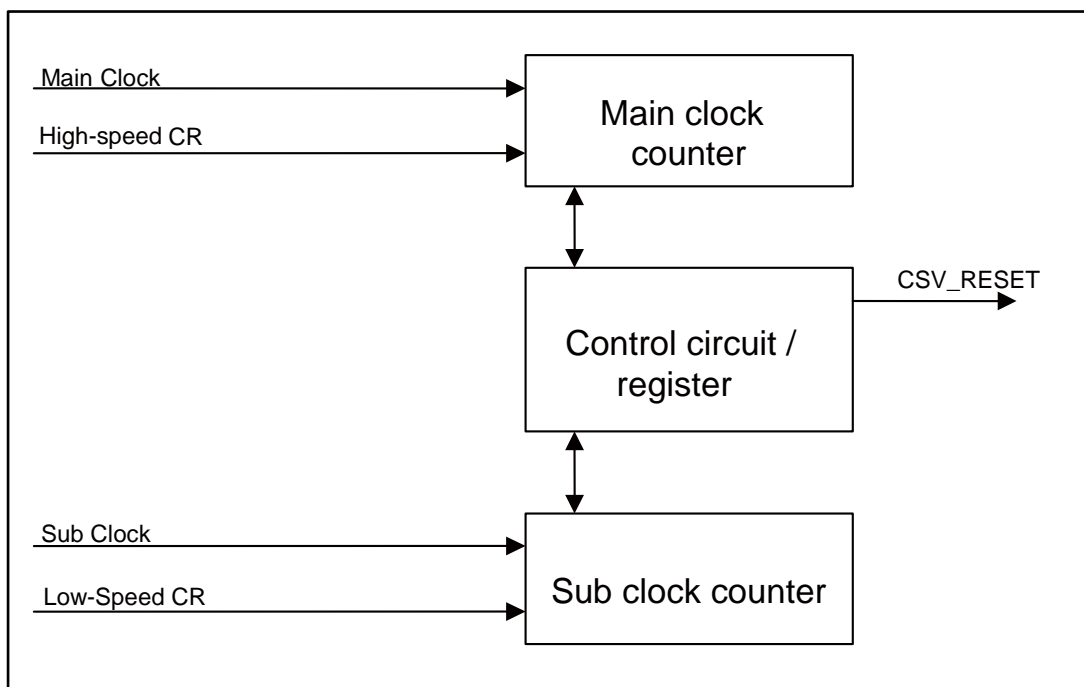 Main Clock
High-speed CR
Main clock
counter
CSV_RESET
Control circuit /
register
Sub Clock
Low-Speed CR
Sub clock counter